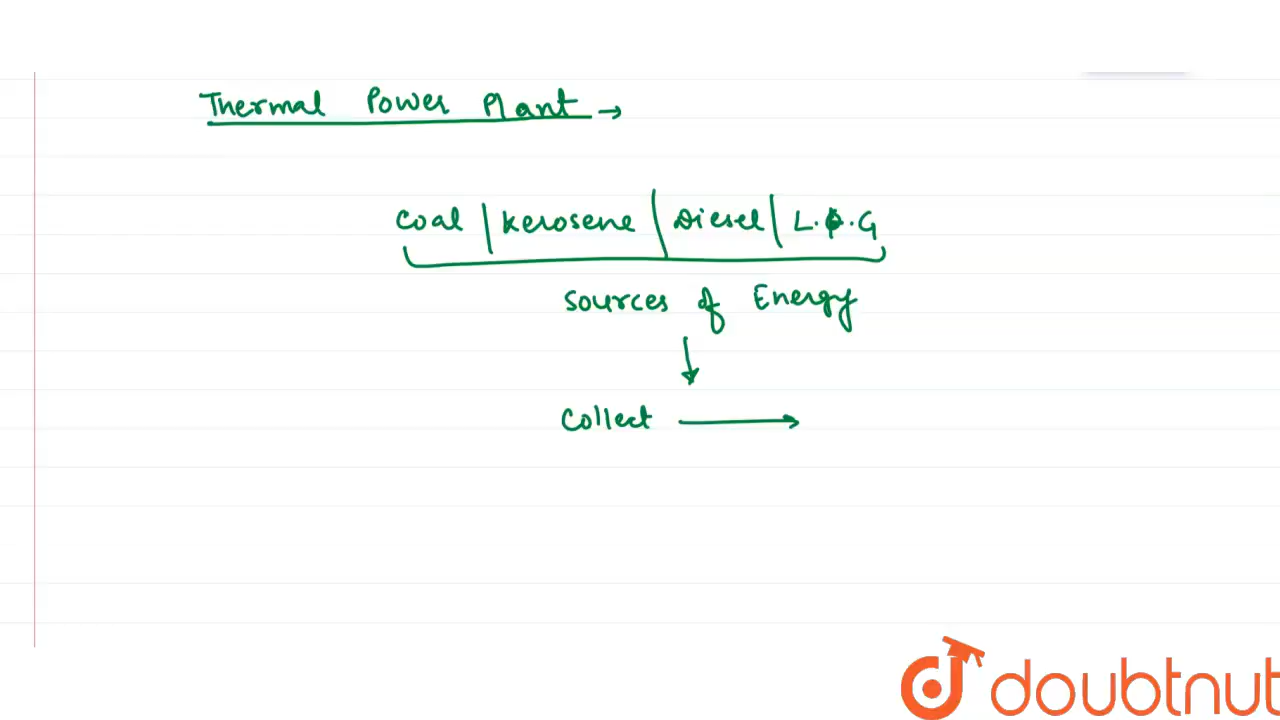 Thermal Power Plant →
Coal / Kerosene / Diesel / L.P.G
Sources of Energy
↓
Collect →
doubtnut